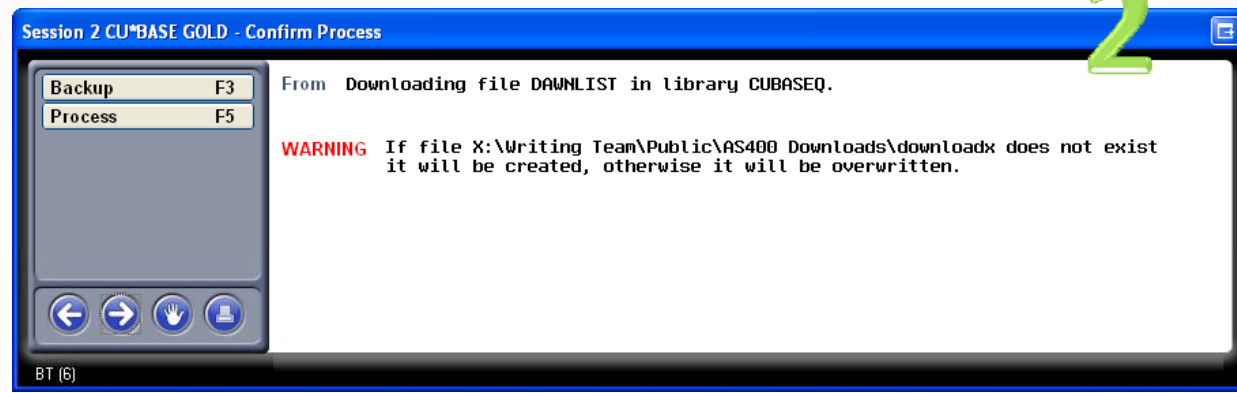 2
Session 2 CU*BASE GOLD - Confirm Process
Backup F3
Process F5
From Downloading file DAWNLIST in library CUBASEQ.
WARNING If file X:\Writing Team\Public\AS400 Downloads\downloadx does not exist
it will be created, otherwise it will be overwritten.
BT (6)